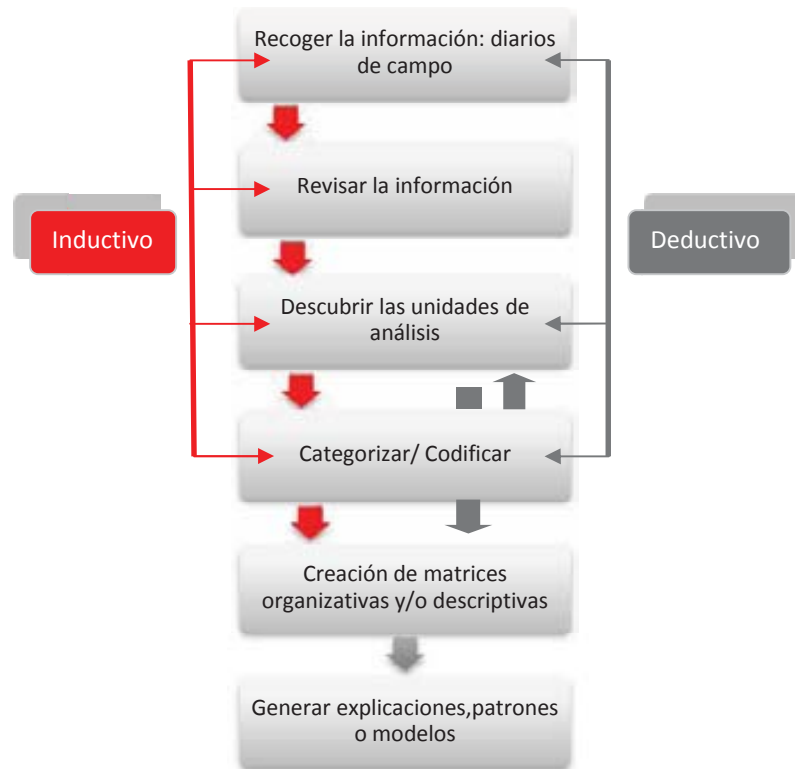 Recoger la información: diarios
de campo
Revisar la información
Inductivo
Deductivo
Descubrir las unidades de
análisis
Categorizar/ Codificar
Creación de matrices
organizativas y/o descriptivas
Generar explicaciones,patrones
o modelos